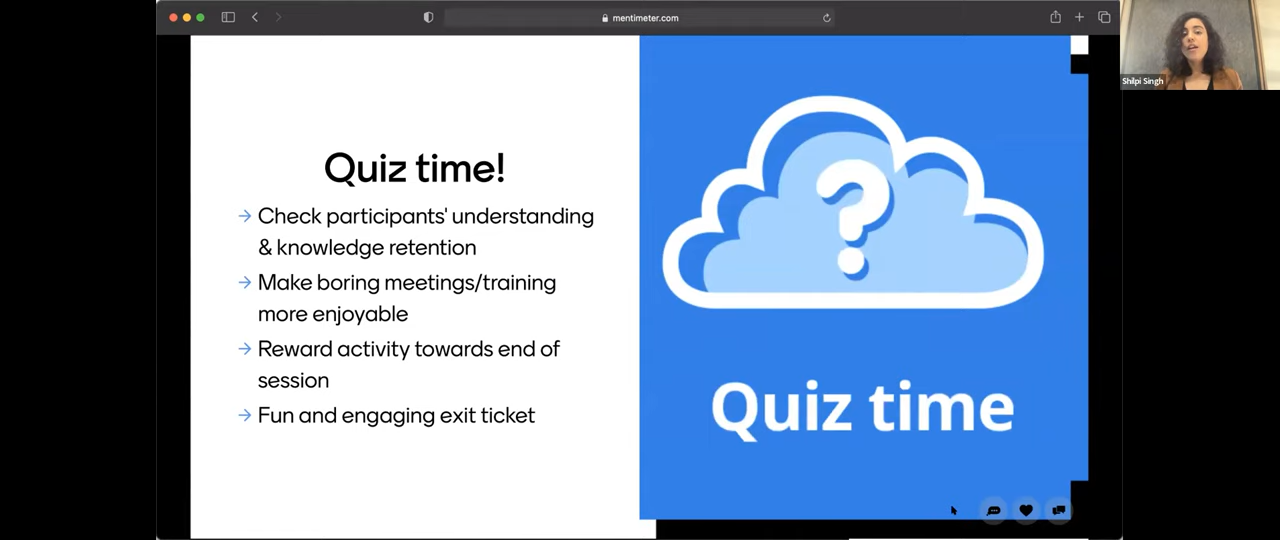 mentimeter.com
Shilpi Singh
Quiz time!
→ Check participants' understanding
& knowledge retention
→ Make boring meetings/training
more enjoyable
→ Reward activity towards end of
session
→ Fun and engaging exit ticket
?
Quiz time